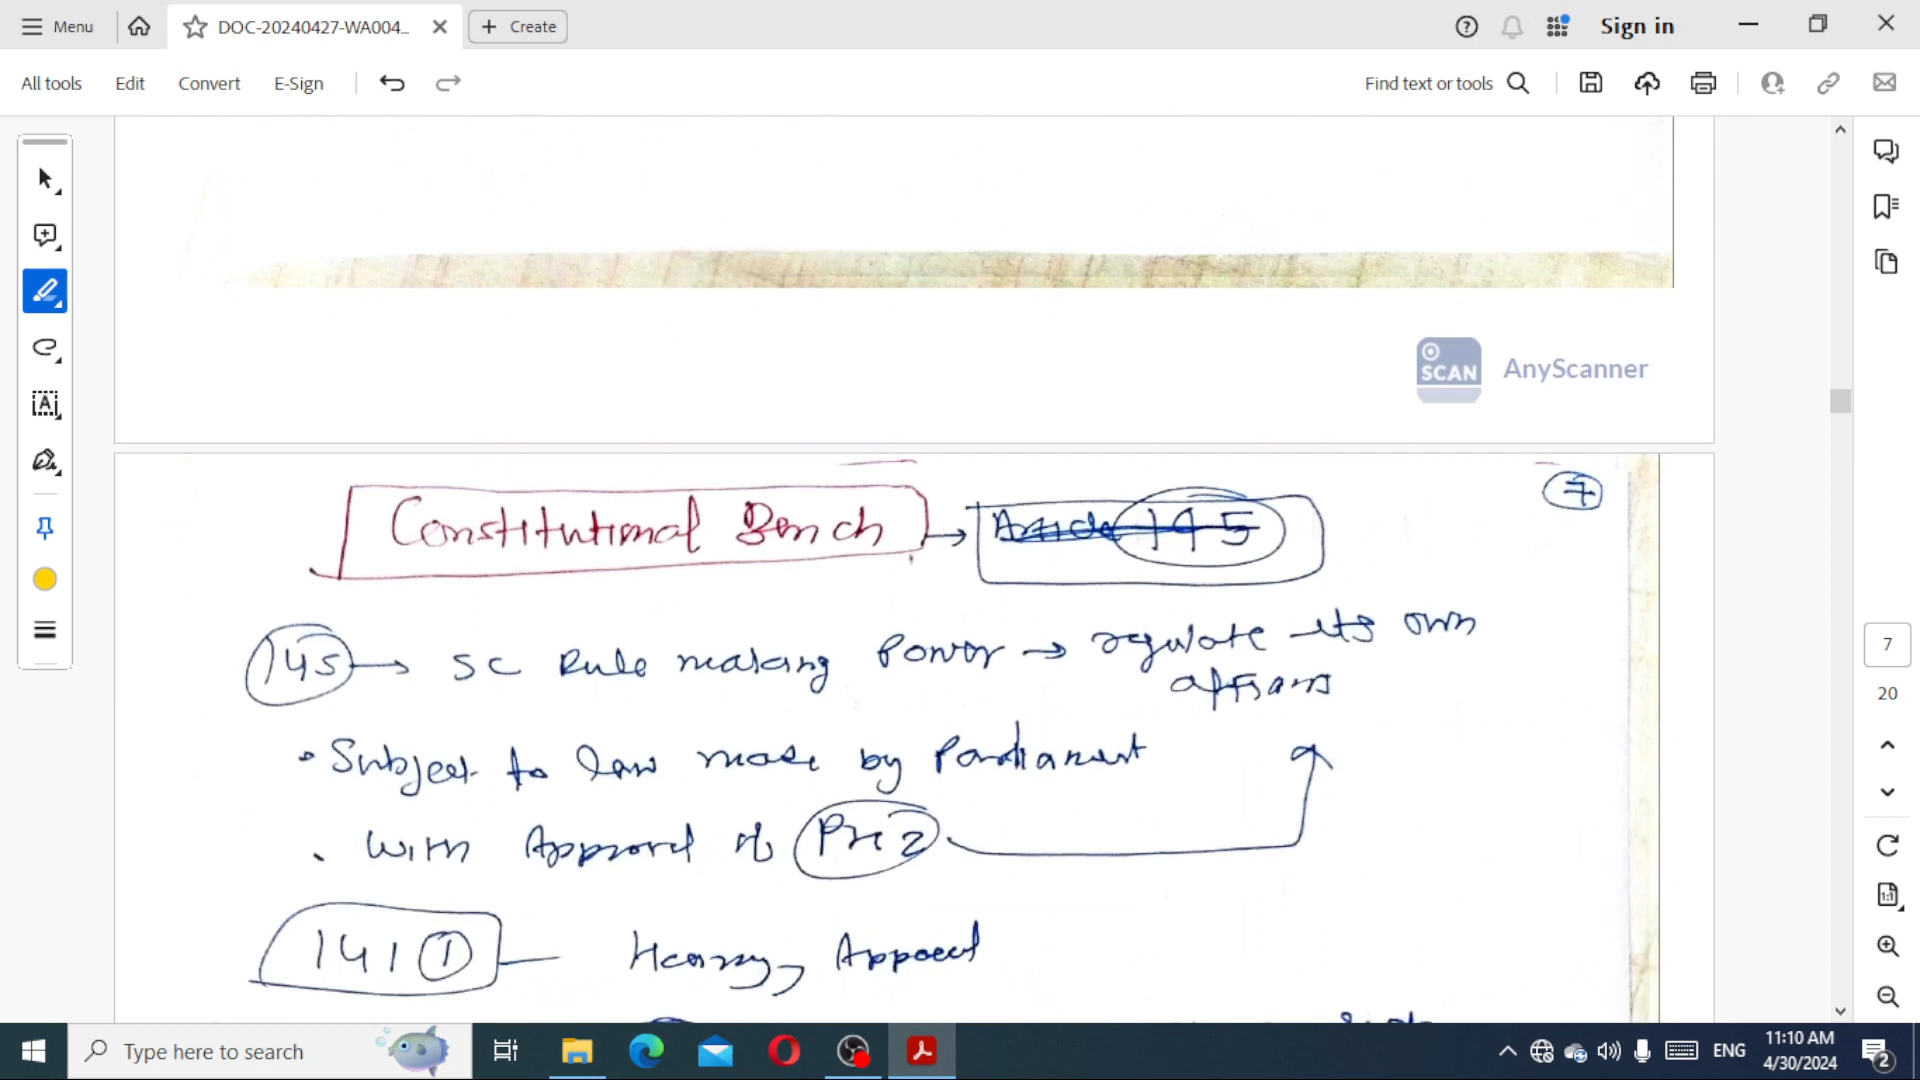 Menu
DOC-20240427-WA004...
Create
Sign in
All tools
Edit
Convert
E-Sign
Find text or tools
SCAN
AnyScanner
Constitutional Bench → Article 145
7
145 → SC Rule making Power → regulate its own
affairs
• Subject to law made by Parliament
• With Approval of
141 1 — Hearing, Appeal
7
20
1:1
Type here to search
ENG
11:10 AM
4/30/2024
2